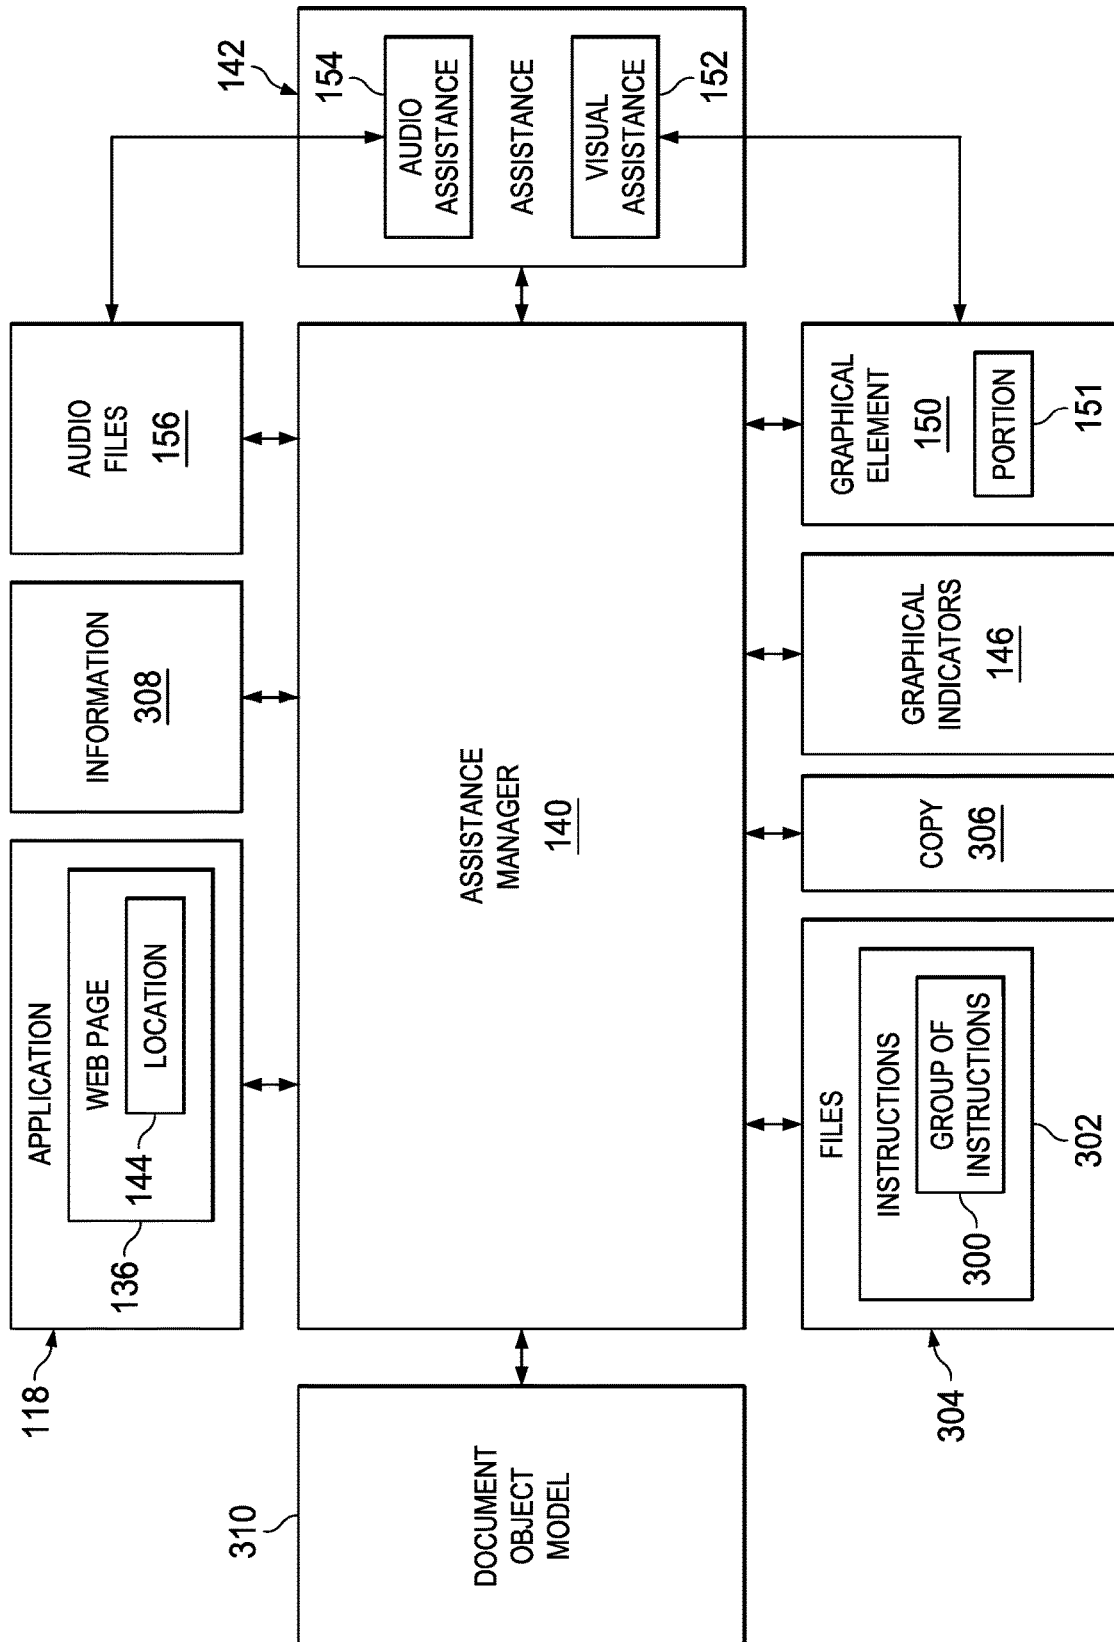 118
APPLICATION
136
WEB PAGE
144
LOCATION
INFORMATION
308
AUDIO
FILES
156
310
DOCUMENT
OBJECT
MODEL
ASSISTANCE
MANAGER
140
142
154
AUDIO
ASSISTANCE
ASSISTANCE
VISUAL
ASSISTANCE
152
FILES
INSTRUCTIONS
GROUP OF
INSTRUCTIONS
300
302
304
COPY
306
GRAPHICAL
INDICATORS
146
GRAPHICAL
ELEMENT
150
PORTION
151